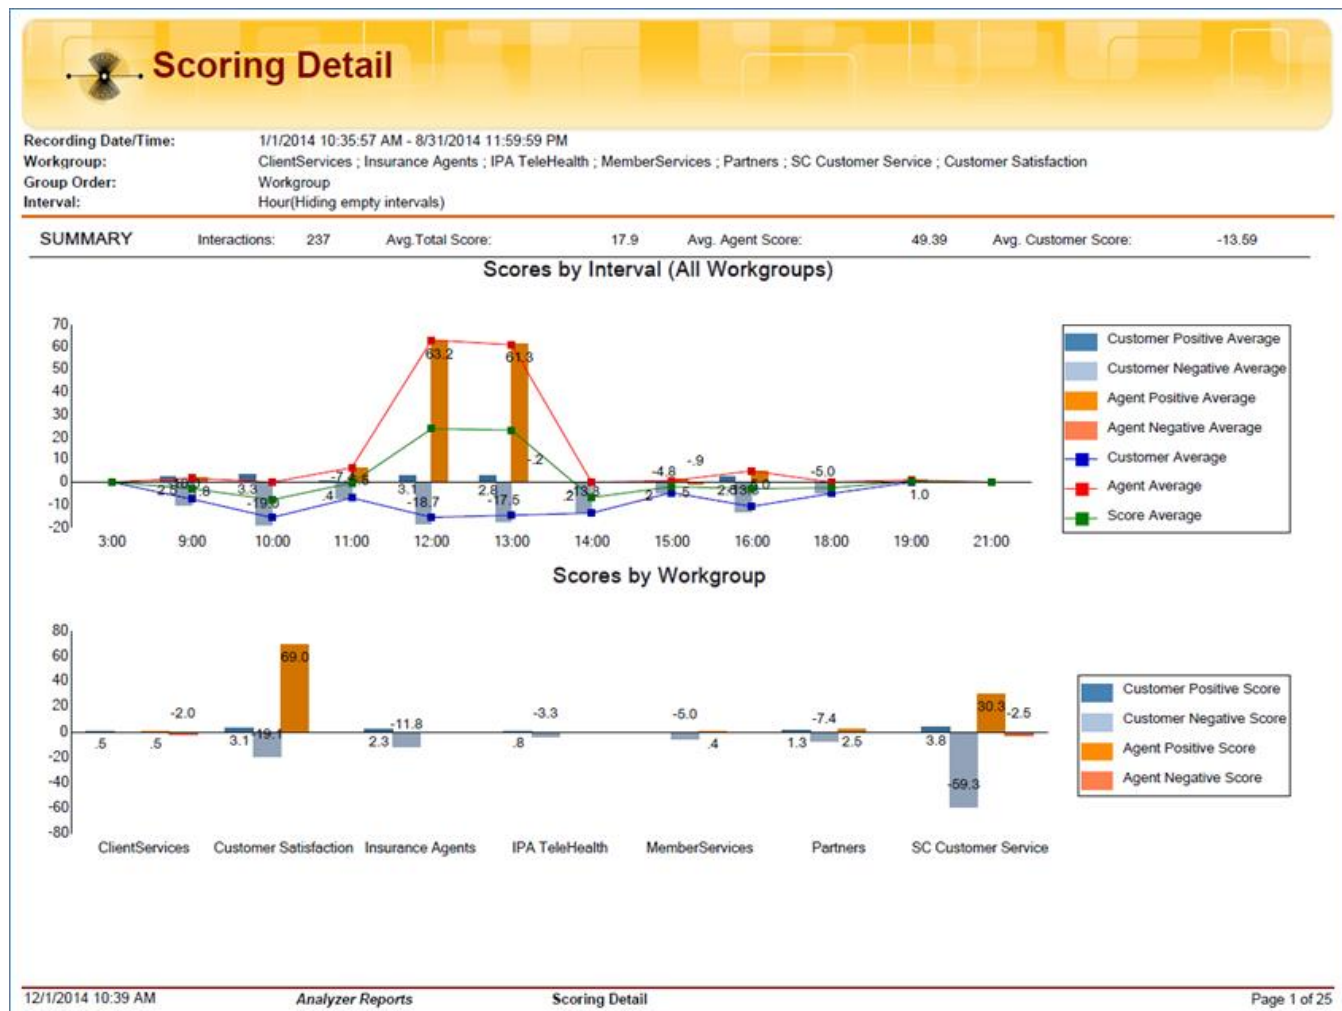 Scoring Detail
Recording Date/Time: 1/1/2014 10:35:57 AM - 8/31/2014 11:59:59 PM
Workgroup: ClientServices ; Insurance Agents ; IPA TeleHealth ; MemberServices ; Partners ; SC Customer Service ; Customer Satisfaction
Group Order: Workgroup
Interval: Hour(Hiding empty intervals)
SUMMARY Interactions: 237 Avg.Total Score: 17.9 Avg. Agent Score: 49.39 Avg. Customer Score: -13.59
Scores by Interval (All Workgroups)
70
60
50
40
30
20
10
0
-10
-20
63.2 61.3
-.2 -4.8 -.9 -5.0
3.3 .4 3.1 -18.7 2.8 -17.5 .2 1.0
3:00 9:00 10:00 11:00 12:00 13:00 14:00 15:00 16:00 18:00 19:00 21:00
Customer Positive Average
Customer Negative Average
Agent Positive Average
Agent Negative Average
Customer Average
Agent Average
Score Average
Scores by Workgroup
80
60
40
20
0
-20
-40
-60
-80
69.0
-2.0 -11.8 -3.3 -5.0 -7.4 30.3 -2.5
.5 .5 3.1 -19.1 2.3 .8 .4 1.3 2.5 3.8
-59.3
ClientServices Customer Satisfaction Insurance Agents IPA TeleHealth MemberServices Partners SC Customer Service
Customer Positive Score
Customer Negative Score
Agent Positive Score
Agent Negative Score
12/1/2014 10:39 AM Analyzer Reports Scoring Detail Page 1 of 25